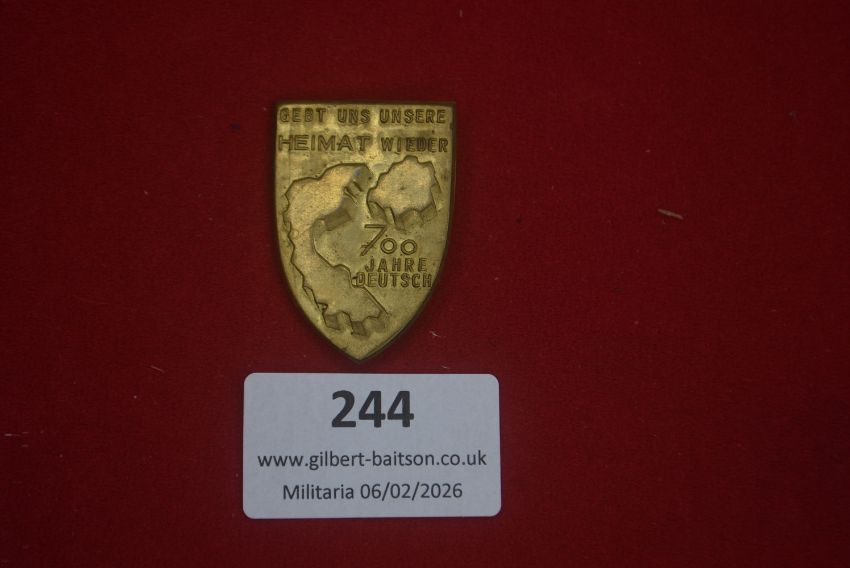 GEBT UNS UNSERE
HEIMAT WIEDER
700
JAHRE
DEUTSCH
244
www.gilbert-baitson.co.uk
Militaria 06/02/2026